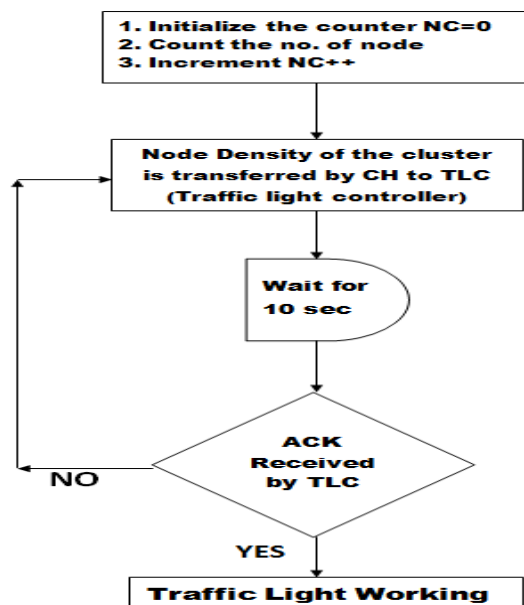 1. Initialize the counter NC=0
2. Count the no. of node
3. Increment NC++
Node Density of the cluster
is transferred by CH to TLC
(Traffic light controller)
Wait for
10 sec
ACK
Received
by TLC
NO
YES
Traffic Light Working